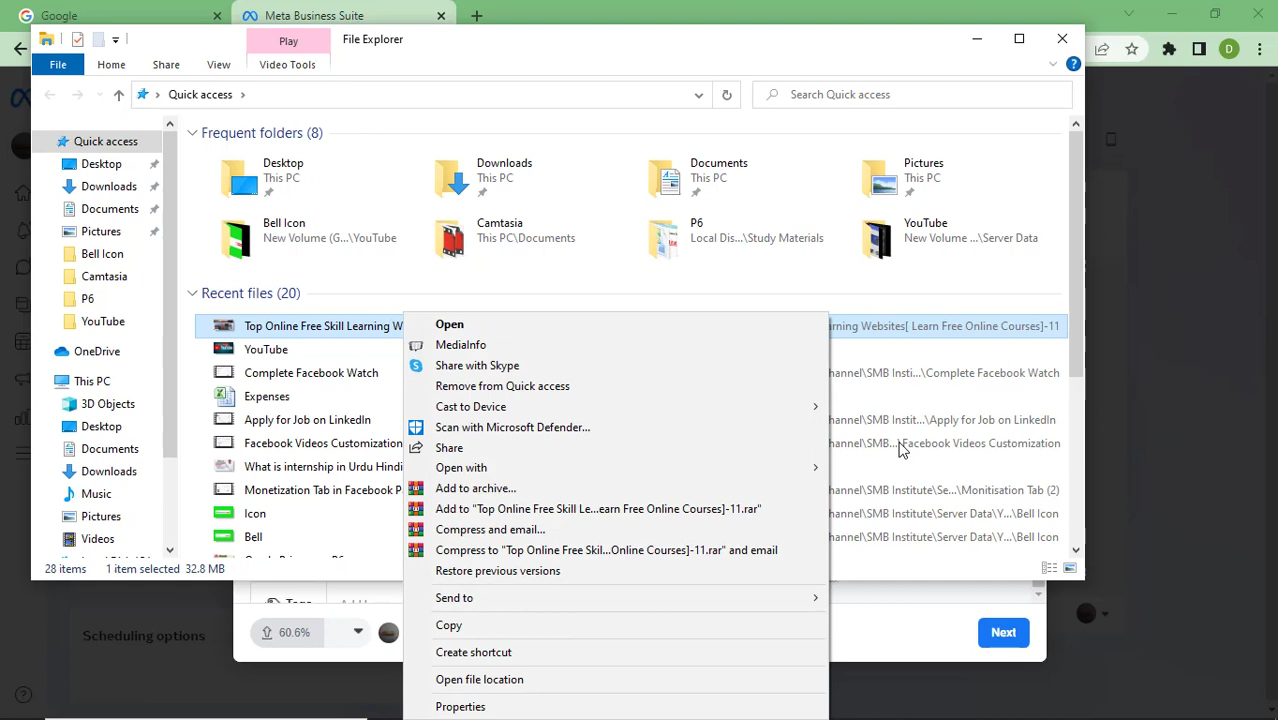 Google
Meta Business Suite
Play
File Explorer
File
Home
Share
View
Video Tools
Quick access
Search Quick access
D
Quick access
Desktop
Downloads
Documents
Pictures
Bell Icon
Camtasia
P6
YouTube
OneDrive
This PC
3D Objects
Desktop
Documents
Downloads
Music
Pictures
Videos
Frequent folders (8)
Desktop
This PC
Downloads
This PC
Documents
This PC
Pictures
This PC
Bell Icon
New Volume (G...\YouTube
Camtasia
This PC\Documents
P6
Local Dis...\Study Materials
YouTube
New Volume ...\Server Data
Recent files (20)
Top Online Free Skill Learning W
arning Websites[ Learn Free Online Courses]-11
YouTube
Complete Facebook Watch
hannel\SMB Insti...\Complete Facebook Watch
Expenses
Apply for Job on LinkedIn
hannel\SMB Instit...\Apply for Job on LinkedIn
Facebook Videos Customization
hannel\SMB...\Facebook Videos Customization
What is internship in Urdu Hindi
Monetization Tab in Facebook P
hannel\SMB Institute\Se...\Monitisation Tab (2)
Icon
hannel\SMB Institute\Server Data\Y...\Bell Icon
Bell
hannel\SMB Institute\Server Data\Y...\Bell Icon
Open
MediaInfo
Share with Skype
Remove from Quick access
Cast to Device
Scan with Microsoft Defender...
Share
Open with
Add to archive...
Add to "Top Online Free Skill Le...earn Free Online Courses]-11.rar"
Compress and email...
Compress to "Top Online Free Skil...Online Courses]-11.rar" and email
Restore previous versions
Send to
Copy
Create shortcut
Open file location
Properties
28 items
1 item selected 32.8 MB
Tags
Scheduling options
60.6%
Next